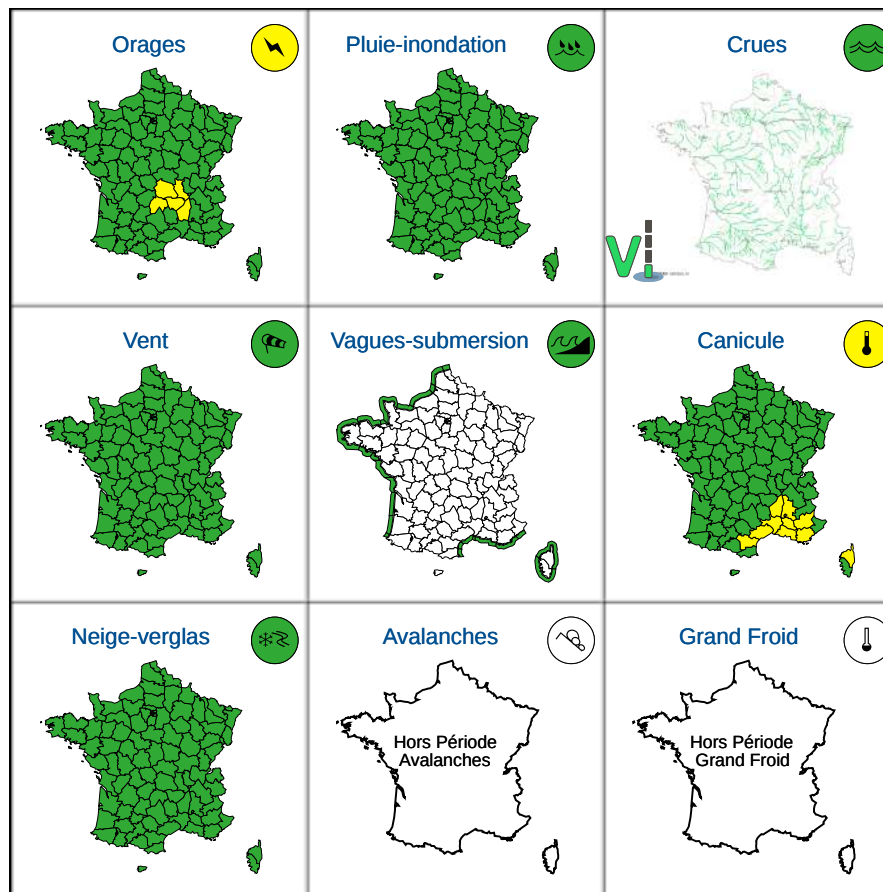 Orages
Pluie-inondation
Crues
Vi
Vent
Vagues-submersion
Canicule
Neige-verglas
Avalanches
Grand Froid
Hors Période
Avalanches
Hors Période
Grand Froid